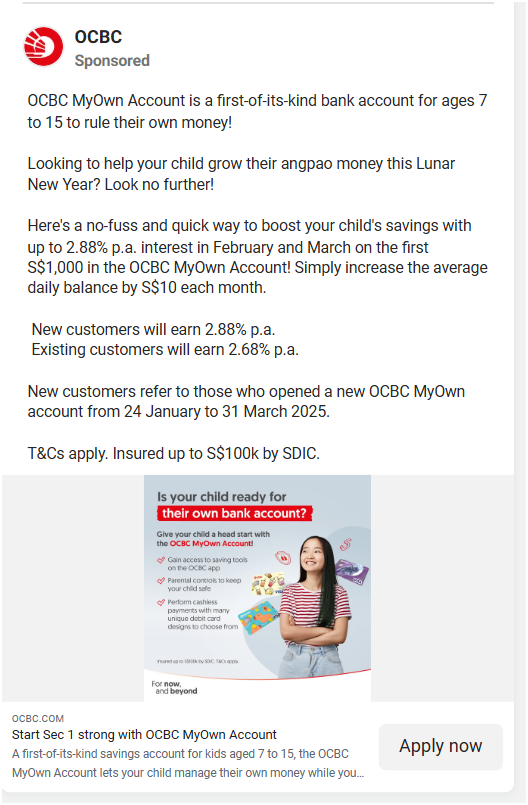 OCBC
Sponsored
OCBC MyOwn Account is a first-of-its-kind bank account for ages 7
to 15 to rule their own money!
Looking to help your child grow their angpao money this Lunar
New Year? Look no further!
Here's a no-fuss and quick way to boost your child's savings with
up to 2.88% p.a. interest in February and March on the first
S$1,000 in the OCBC MyOwn Account! Simply increase the average
daily balance by S$10 each month.
New customers will earn 2.88% p.a.
Existing customers will earn 2.68% p.a.
New customers refer to those who opened a new OCBC MyOwn
account from 24 January to 31 March 2025.
T&Cs apply. Insured up to S$100k by SDIC.
Is your child ready for
their own bank account?
Give your child a head start with
the OCBC MyOwn Account!
Gain access to saving tools
on the OCBC app
Parental controls to keep
your child safe
Perform cashless
payments with many
unique debit card
designs to choose from
Insured up to S$100k by SDIC. T&Cs apply.
For now,
and beyond
OCBC.COM
Start Sec 1 strong with OCBC MyOwn Account
A first-of-its-kind savings account for kids aged 7 to 15, the OCBC
MyOwn Account lets your child manage their own money while you...
Apply now